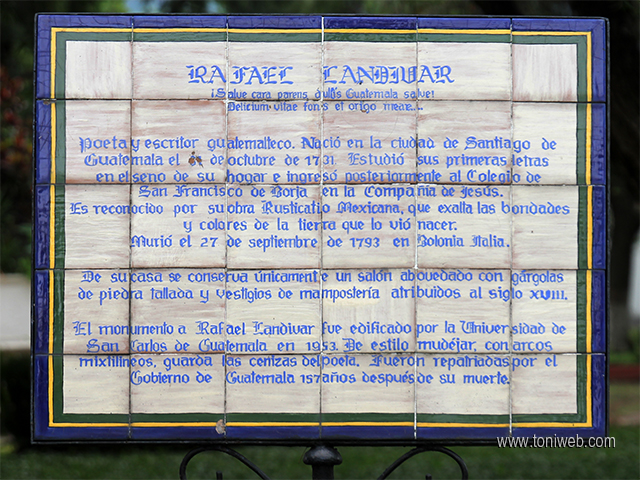 RAFAEL LANDIVAR
¡Salve cara parens, dulcis Guatemala salve!
Delicium vitae fons et origo meae...
Poeta y escritor guatemalteco. Nació en la ciudad de Santiago de
Guatemala el de octubre de 1731. Estudió sus primeras letras
en el seno de su hogar e ingresó posteriormente al Colegio de
San Francisco de Borja, en la Compañia de Jesús.
Es reconocido por su obra Rusticatio Mexicana, que exalta las bondades
y colores de la tierra que lo vió nacer.
Murió el 27 de septiembre de 1793 en Bolonia Italia.
De su casa se conserva únicamente un salón abovedado con gárgolas
de piedra tallada y vestigios de mampostería atribuidos al siglo XVIII.
El monumento a Rafael Landivar fue edificado por la Universidad de
San Carlos de Guatemala en 1953. De estilo mudéjar, con arcos
mixtilíneos, guarda las cenizas del poeta. Fueron repatriadas por el
Gobierno de Guatemala 157 años después de su muerte.
www.toniweb.com